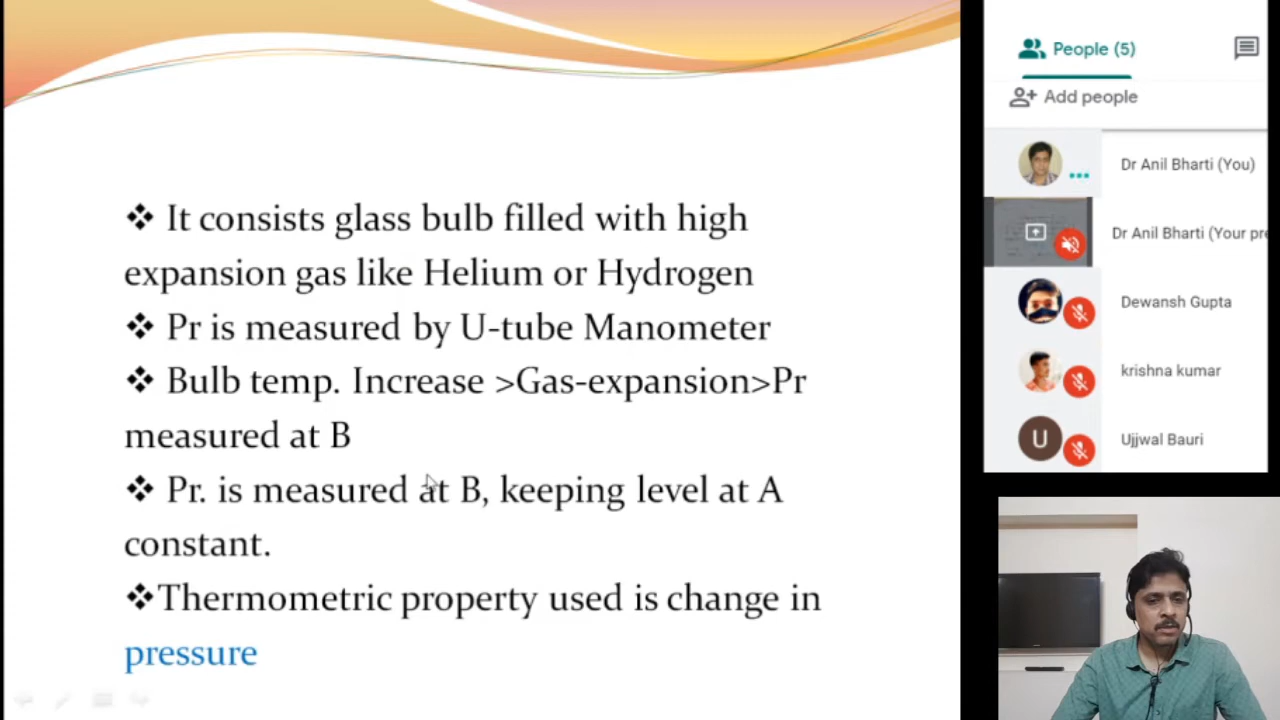 ❖ It consists glass bulb filled with high
expansion gas like Helium or Hydrogen
❖ Pr is measured by U-tube Manometer
❖ Bulb temp. Increase >Gas-expansion>Pr
measured at B
❖ Pr. is measured at B, keeping level at A
constant.
❖Thermometric property used is change in
pressure
People (5)
Add people
Dr Anil Bharti (You)
Dr Anil Bharti (Your pre
Dewansh Gupta
krishna kumar
U
Ujjwal Bauri